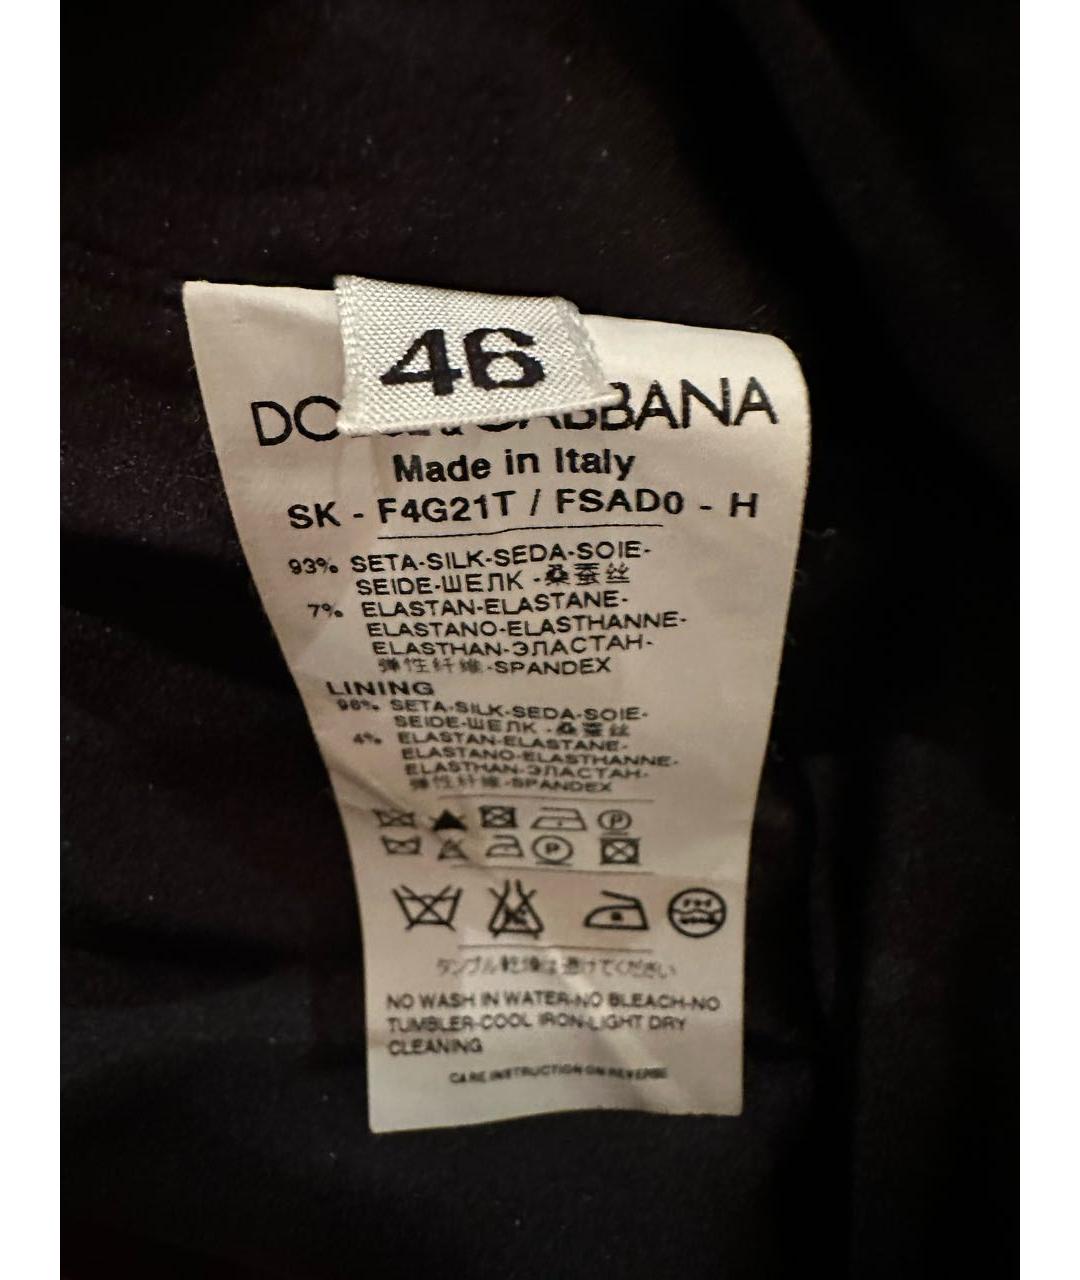 46
DOLCE & GABBANA
Made in Italy
SK - F4G21T / FSAD0 - H
93% SETA-SILK-SEDA-SOIE-
SEIDE-ШЕЛК -桑蚕丝
7% ELASTAN-ELASTANE-
ELASTANO-ELASTHANNE-
ELASTHAN-ЭЛАСТАН-
弹性纤维-SPANDEX
LINING
96% SETA-SILK-SEDA-SOIE-
SEIDE-ШЕЛК -桑蚕丝
4% ELASTAN-ELASTANE-
ELASTANO-ELASTHANNE-
ELASTHAN-ЭЛАСТАН-
弹性纤维-SPANDEX
P
P
タンブル乾燥は避けてください
NO WASH IN WATER-NO BLEACH-NO
TUMBLER-COOL IRON-LIGHT DRY
CLEANING
CARE INSTRUCTION ON REVERSE